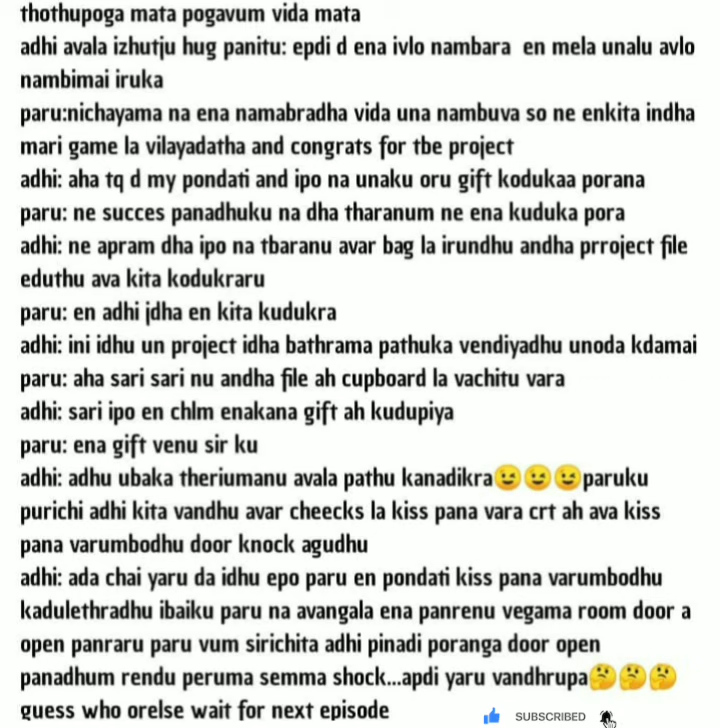 thothupoga mata pogavum vida mata
adhi avala izhutju hug panitu: epdi d ena ivlo nambara en mela unalu avlo
nambimai iruka
paru:nichayama na ena namabradha vida una nambuva so ne enkita indha
mari game la vilayadatha and congrats for tbe project
adhi: aha tq d my pondati and ipo na unaku oru gift kodukaa porana
paru: ne succes panadhuku na dha tharanum ne ena kuduka pora
adhi: ne apram dha ipo na tbaranu avar bag la irundhu andha prroject file
eduthu ava kita kodukraru
paru: en adhi jdha en kita kudukra
adhi: ini idhu un project idha bathrama pathuka vendiyadhu unoda kdamai
paru: aha sari sari nu andha file ah cupboard la vachitu vara
adhi: sari ipo en chlm enakana gift ah kudupiya
paru: ena gift venu sir ku
adhi: adhu ubaka theriumanu avala pathu kanadikra😉😉😉paruku
purichi adhi kita vandhu avar cheecks la kiss pana vara crt ah ava kiss
pana varumbodhu door knock agudhu
adhi: ada chai yaru da idhu epo paru en pondati kiss pana varumbodhu
kadulethradhu ibaiku paru na avangala ena panrenu vegama room door a
open panraru paru vum sirichita adhi pinadi poranga door open
panadhum rendu peruma semma shock...apdi yaru vandhrupa🤔🤔🤔
guess who orelse wait for next episode
SUBSCRIBED